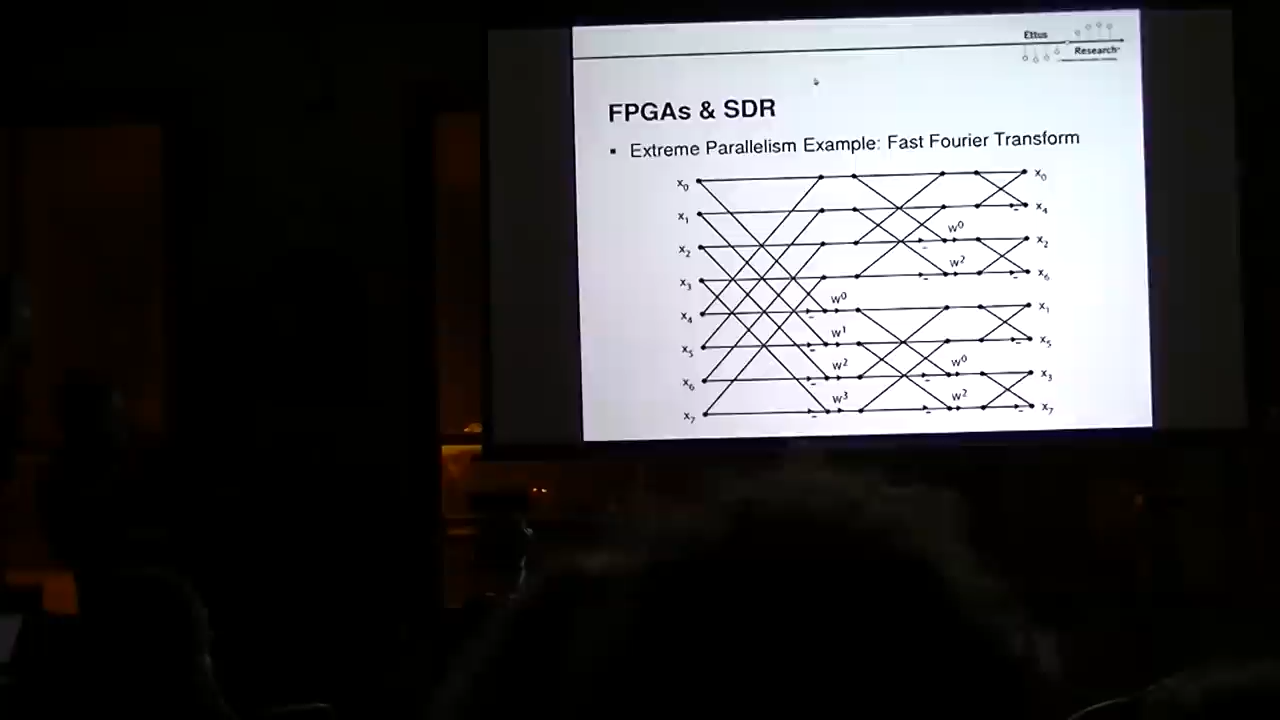 Ettus
Research
FPGAs & SDR
▪ Extreme Parallelism Example: Fast Fourier Transform
x0 x0
x1 x4
w0
x2 x2
w2
x3 x6
w0
x4 x1
w1
x5 x5
w2 w0
x6 x3
w3 w2
x7 x7